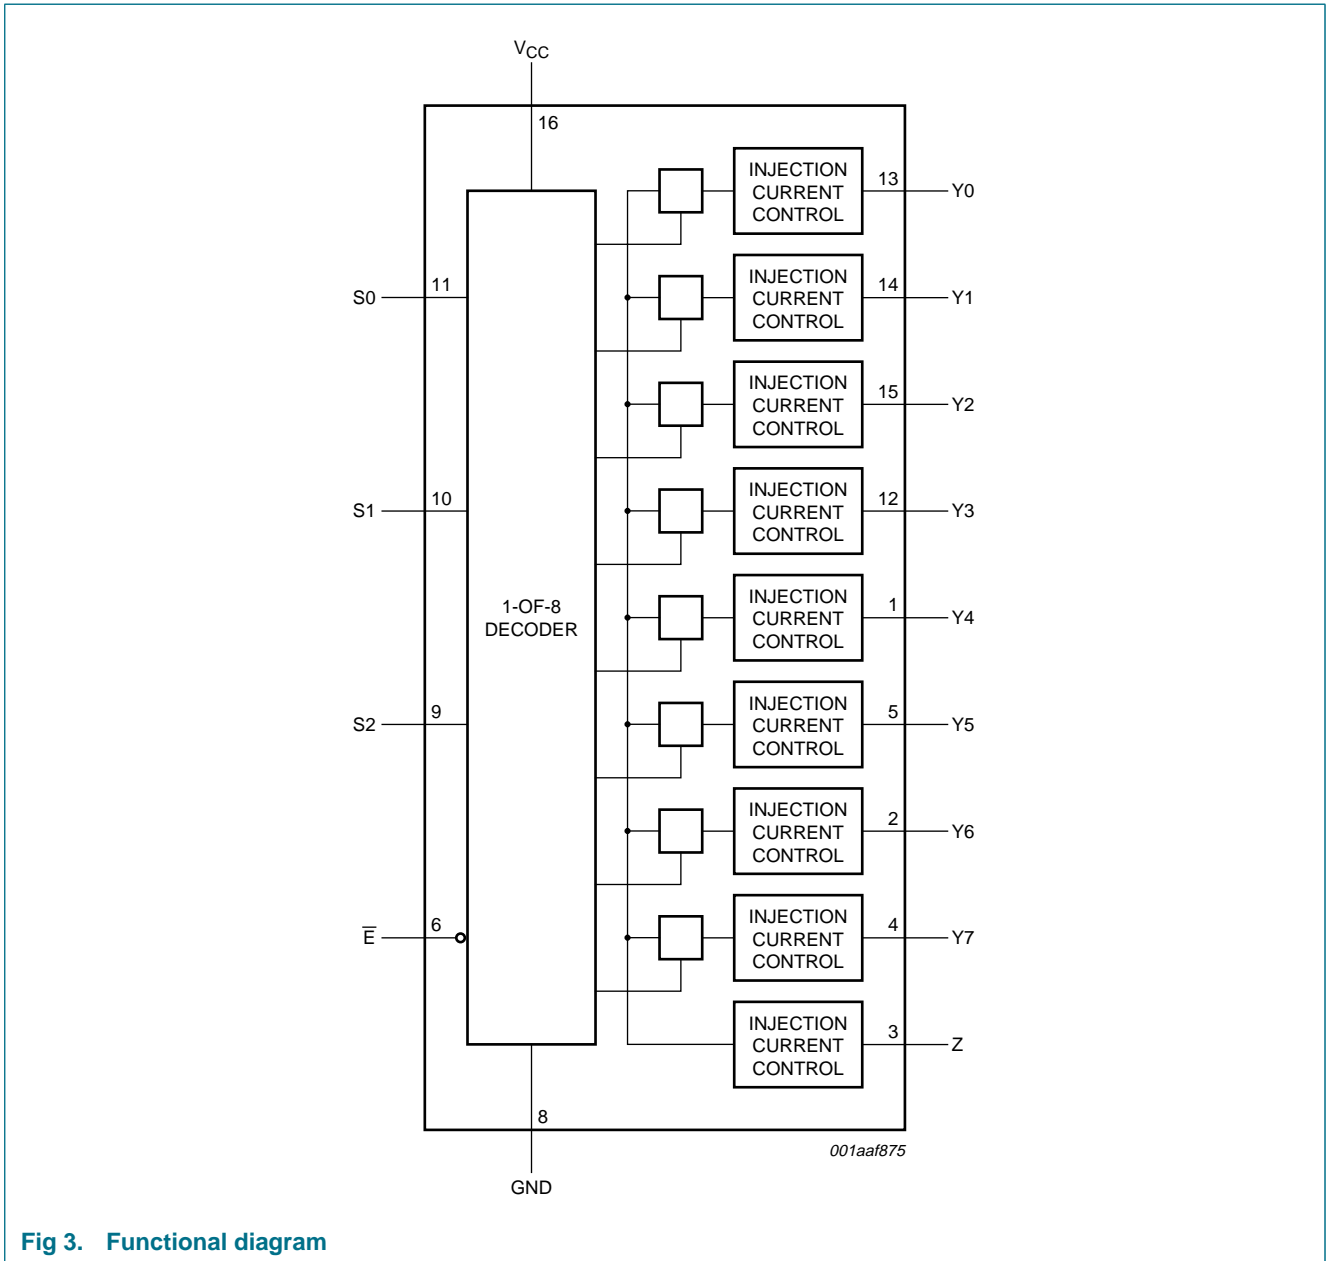 VCC
16
INJECTION
CURRENT
CONTROL
13
Y0
S0
11
INJECTION
CURRENT
CONTROL
14
Y1
INJECTION
CURRENT
CONTROL
15
Y2
S1
10
INJECTION
CURRENT
CONTROL
12
Y3
1-OF-8
DECODER
INJECTION
CURRENT
CONTROL
1
Y4
S2
9
INJECTION
CURRENT
CONTROL
5
Y5
INJECTION
CURRENT
CONTROL
2
Y6
E̅
6
INJECTION
CURRENT
CONTROL
4
Y7
INJECTION
CURRENT
CONTROL
3
Z
8
GND
001aaf875
Fig 3. Functional diagram